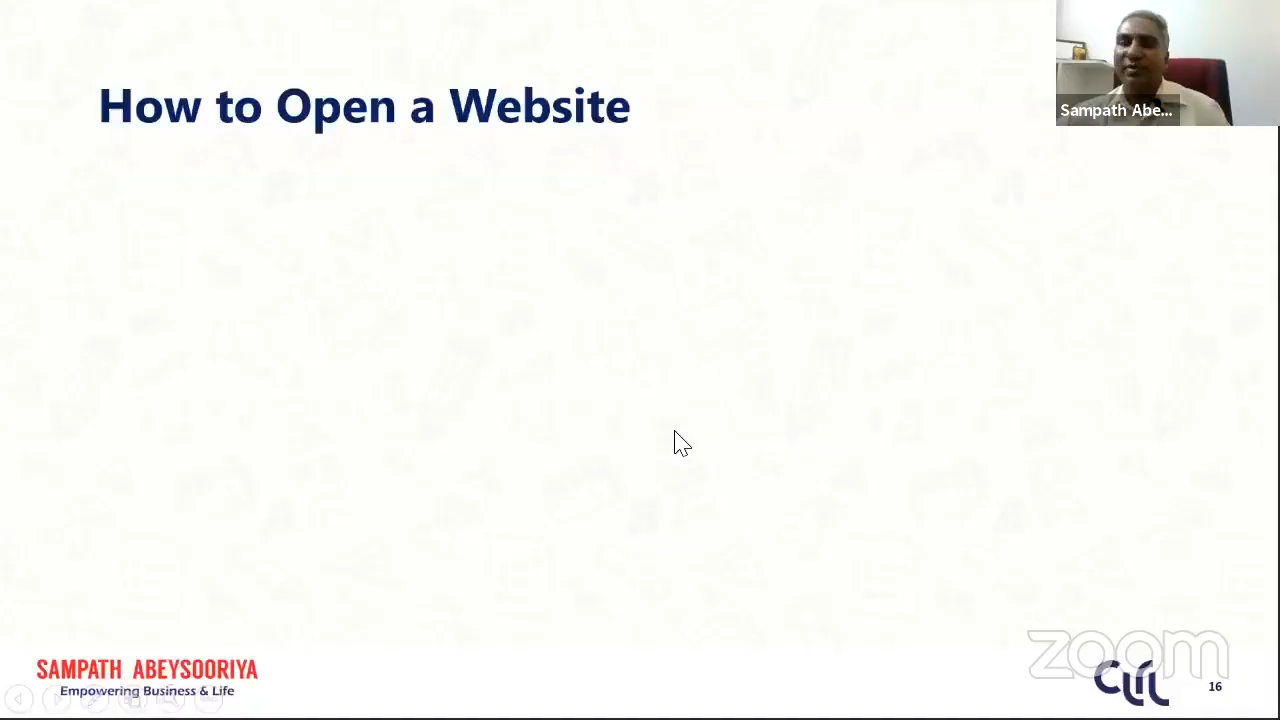 How to Open a Website
Sampath Abe...
SAMPATH ABEYSOORIYA
Empowering Business & Life
zoom
16